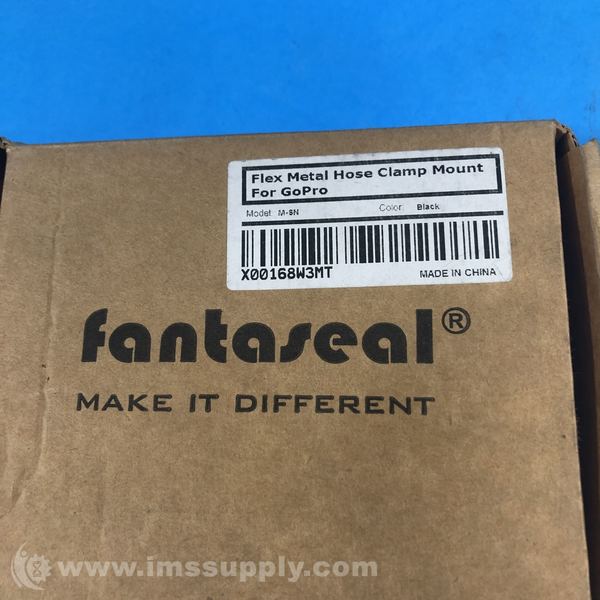 Flex Metal Hose Clamp Mount
For GoPro
Model: M-8N Color: Black
X00168W3MT MADE IN CHINA
fantaseal®
MAKE IT DIFFERENT
www.imssupply.com